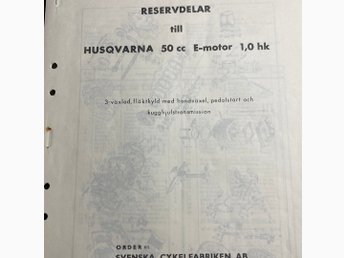 RESERVDELAR
till
HUSQVARNA 50 cc E-motor 1,0 hk
3-växlad, fläktkyld med handväxel, pedalstart och
kugghjulstransmission
ORDER till
SVENSKA CYKELFABRIKEN AB